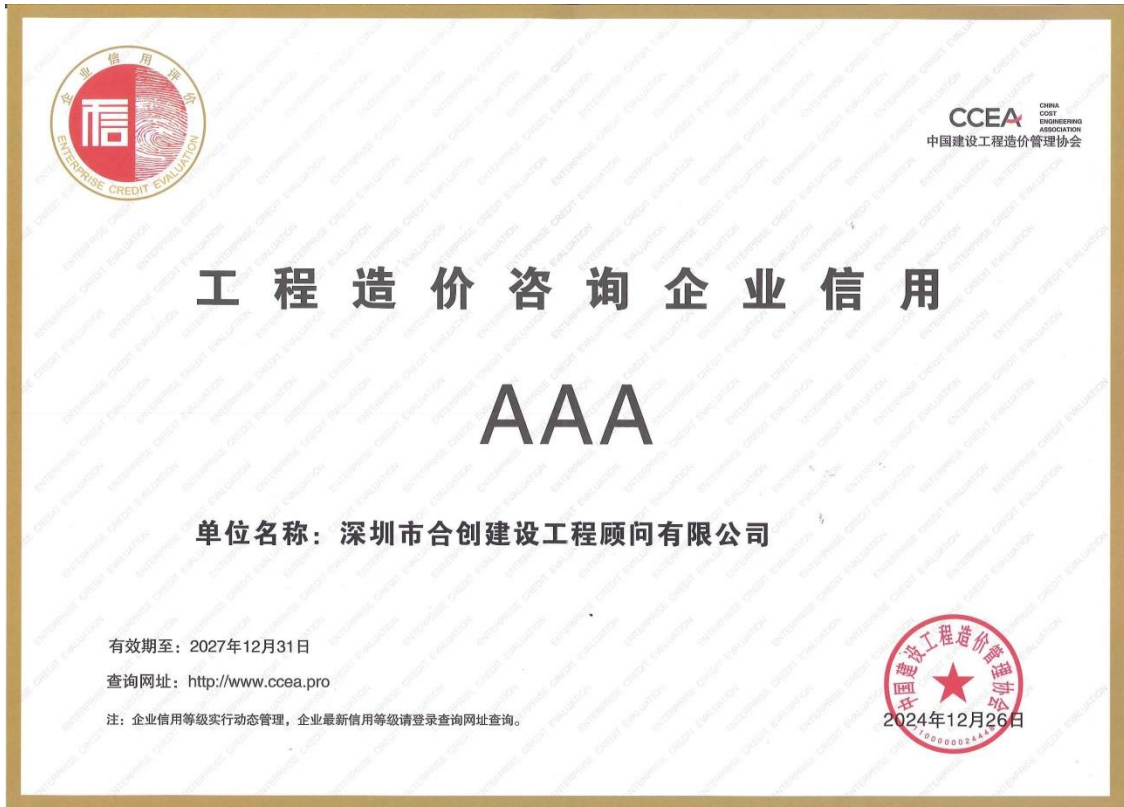 企业信用评价
信
ENTERPRISE CREDIT EVALUATION
CCEA
CHINA
COST
ENGINEERING
ASSOCIATION
中国建设工程造价管理协会
工程造价咨询企业信用
AAA
单位名称：深圳市合创建设工程顾问有限公司
有效期至：2027年12月31日
查询网址：http://www.ccea.pro
注：企业信用等级实行动态管理，企业最新信用等级请登录查询网址查询。
中国建设工程造价管理协会
2024年12月26日